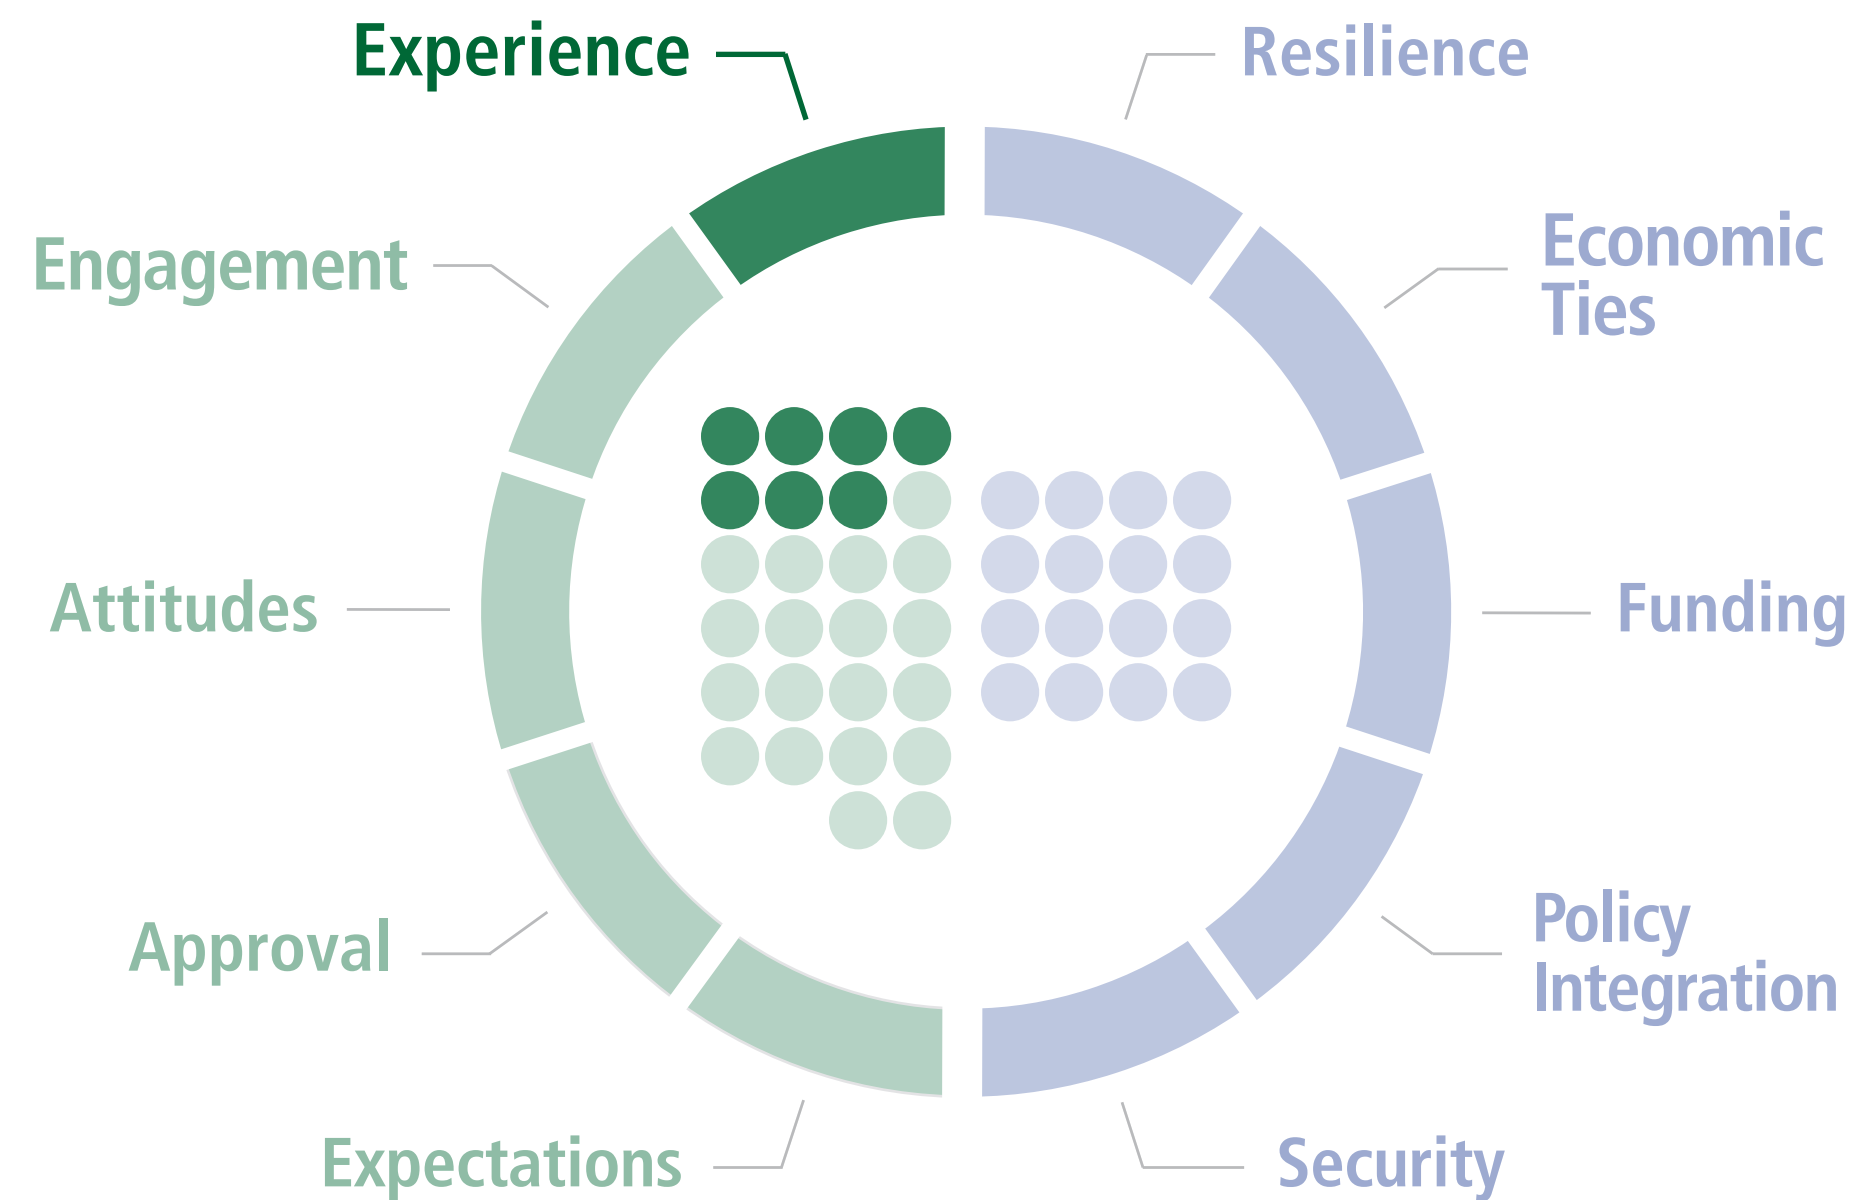 Experience
Resilience
Engagement
Economic
Ties
Attitudes
Funding
Approval
Policy
Integration
Expectations
Security